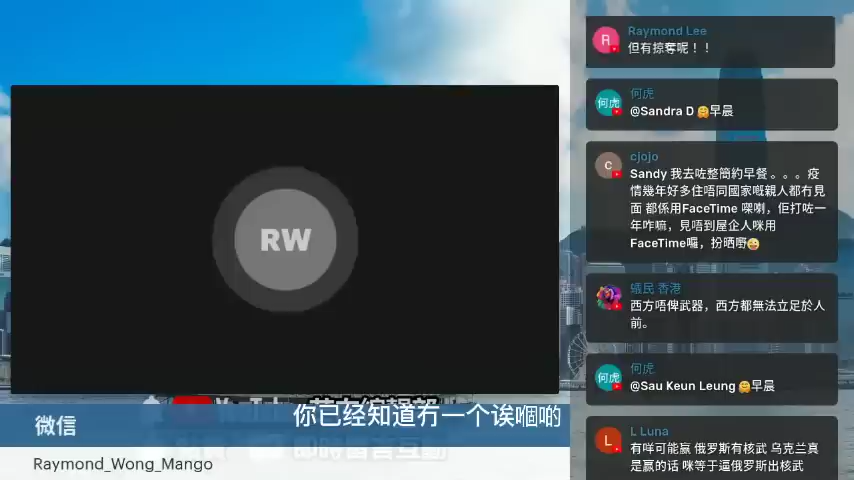 RW
你已经知道冇一个诶嗰啲
微信
Raymond_Wong_Mango
Raymond Lee
但有掠奪呢！！
何虎
@Sandra D 🤗早晨
cjojo
Sandy 我去咗整簡約早餐。。。疫
情幾年好多住唔同國家嘅親人都冇見
面 都係用FaceTime 㗎喇，佢打咗一
年咋嘛，見唔到屋企人咪用
FaceTime囉，扮晒嘢😜
香港
西方唔俾武器，西方都無法立足於人
前。
何虎
@Sau Keun Leung 🤗早晨
L Luna
有咩可能赢 俄罗斯有核武 乌克兰真
是赢的话 咪等于逼俄罗斯出核武